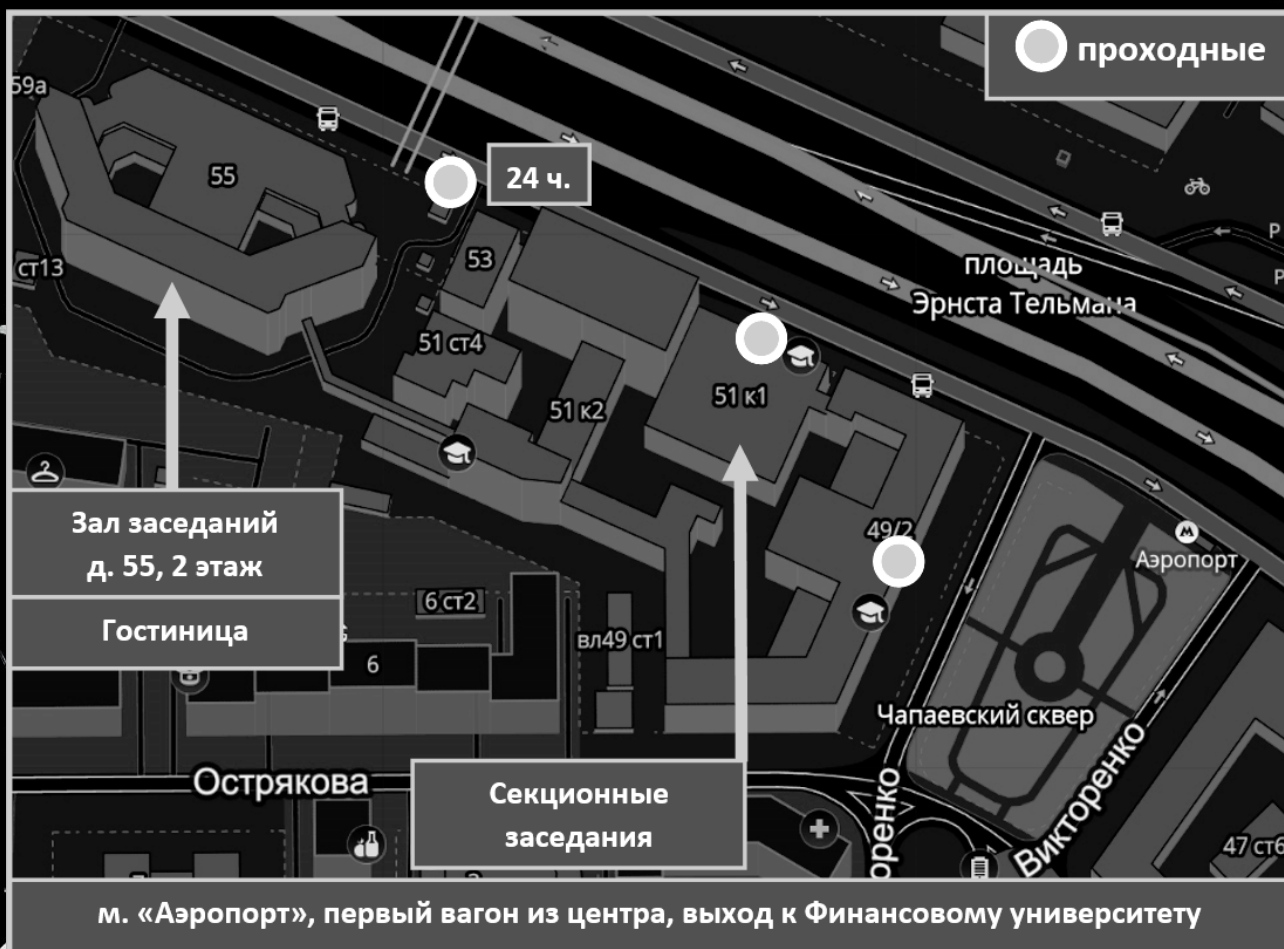 проходные
59а
55
24 ч.
53
ст13
площадь
Эрнста Тельмана
51 ст4
51 к2
51 к1
49/2
Аэропорт
Зал заседаний
д. 55, 2 этаж
Гостиница
6 ст2
6
вл49 ст1
Чапаевский сквер
Острякова
Секционные
заседания
оренко
Викторенко
47 ст6
м. «Аэропорт», первый вагон из центра, выход к Финансовому университету